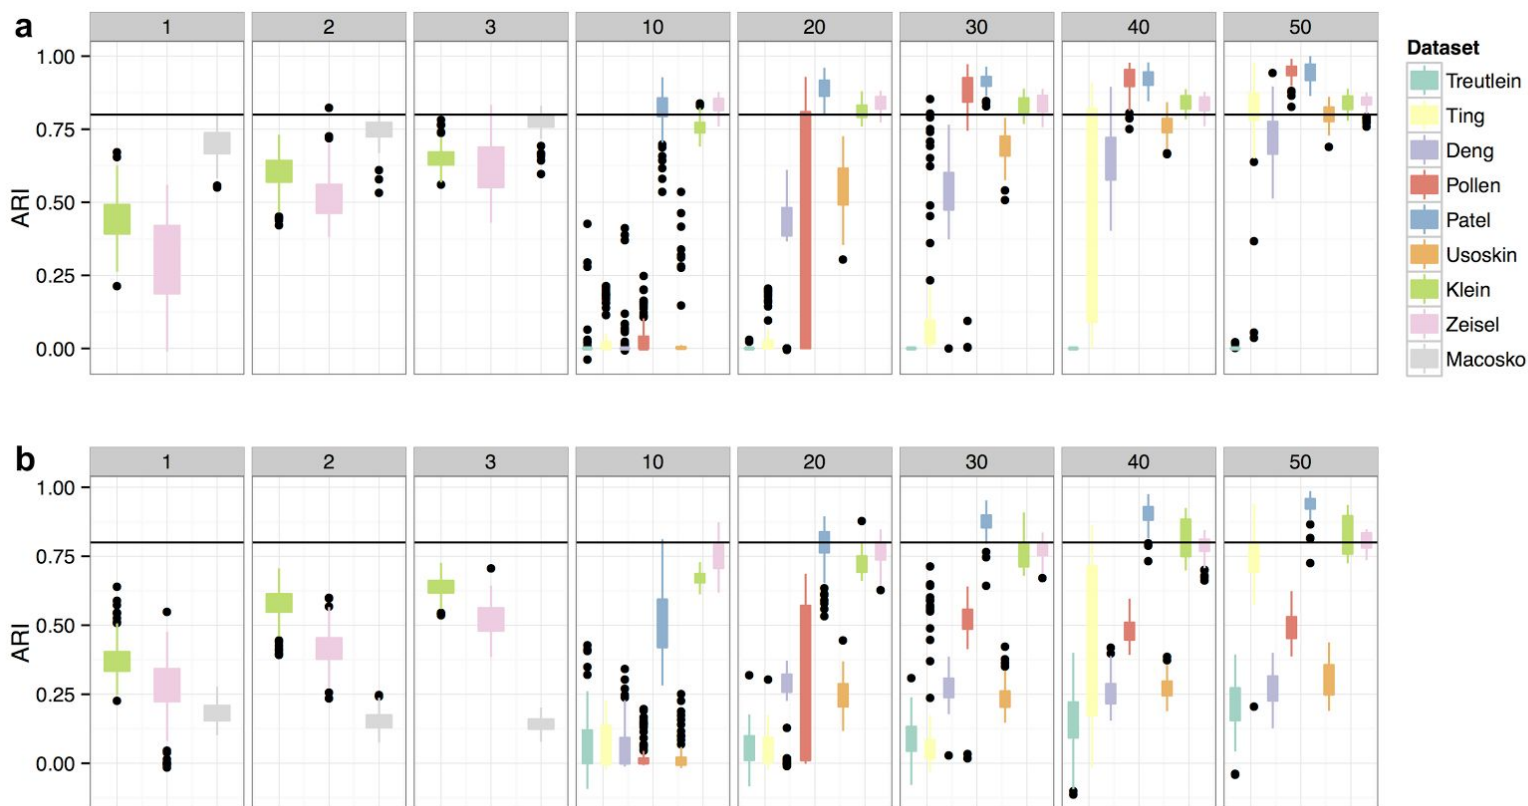 a
1 2 3 10 20 30 40 50
1.00
0.75
0.50
0.25
0.00
ARI
Dataset
Treutlein
Ting
Deng
Pollen
Patel
Usoskin
Klein
Zeisel
Macosko
b
1 2 3 10 20 30 40 50
1.00
0.75
0.50
0.25
0.00
ARI